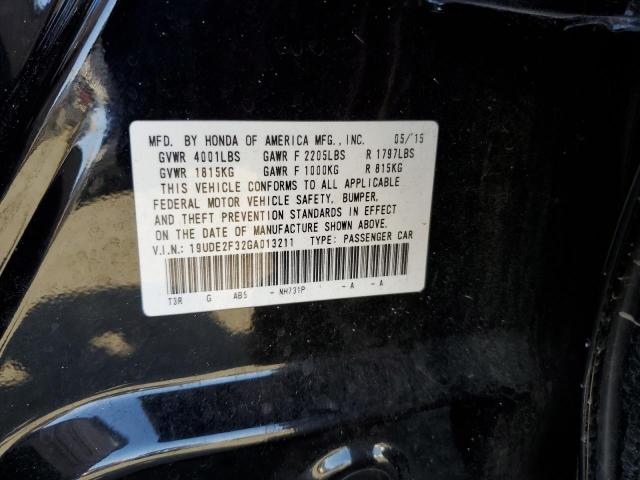 MFD. BY HONDA OF AMERICA MFG., INC. 05/'15
GVWR 4001LBS GAWR F 2205LBS R 1797LBS
GVWR 1815KG GAWR F 1000KG R 815KG
THIS VEHICLE CONFORMS TO ALL APPLICABLE
FEDERAL MOTOR VEHICLE SAFETY, BUMPER,
AND THEFT PREVENTION STANDARDS IN EFFECT
ON THE DATE OF MANUFACTURE SHOWN ABOVE.
V.I.N.: 19UDE2F32GA013211 TYPE: PASSENGER CAR
T3R G AB5 - NH731P - A - A